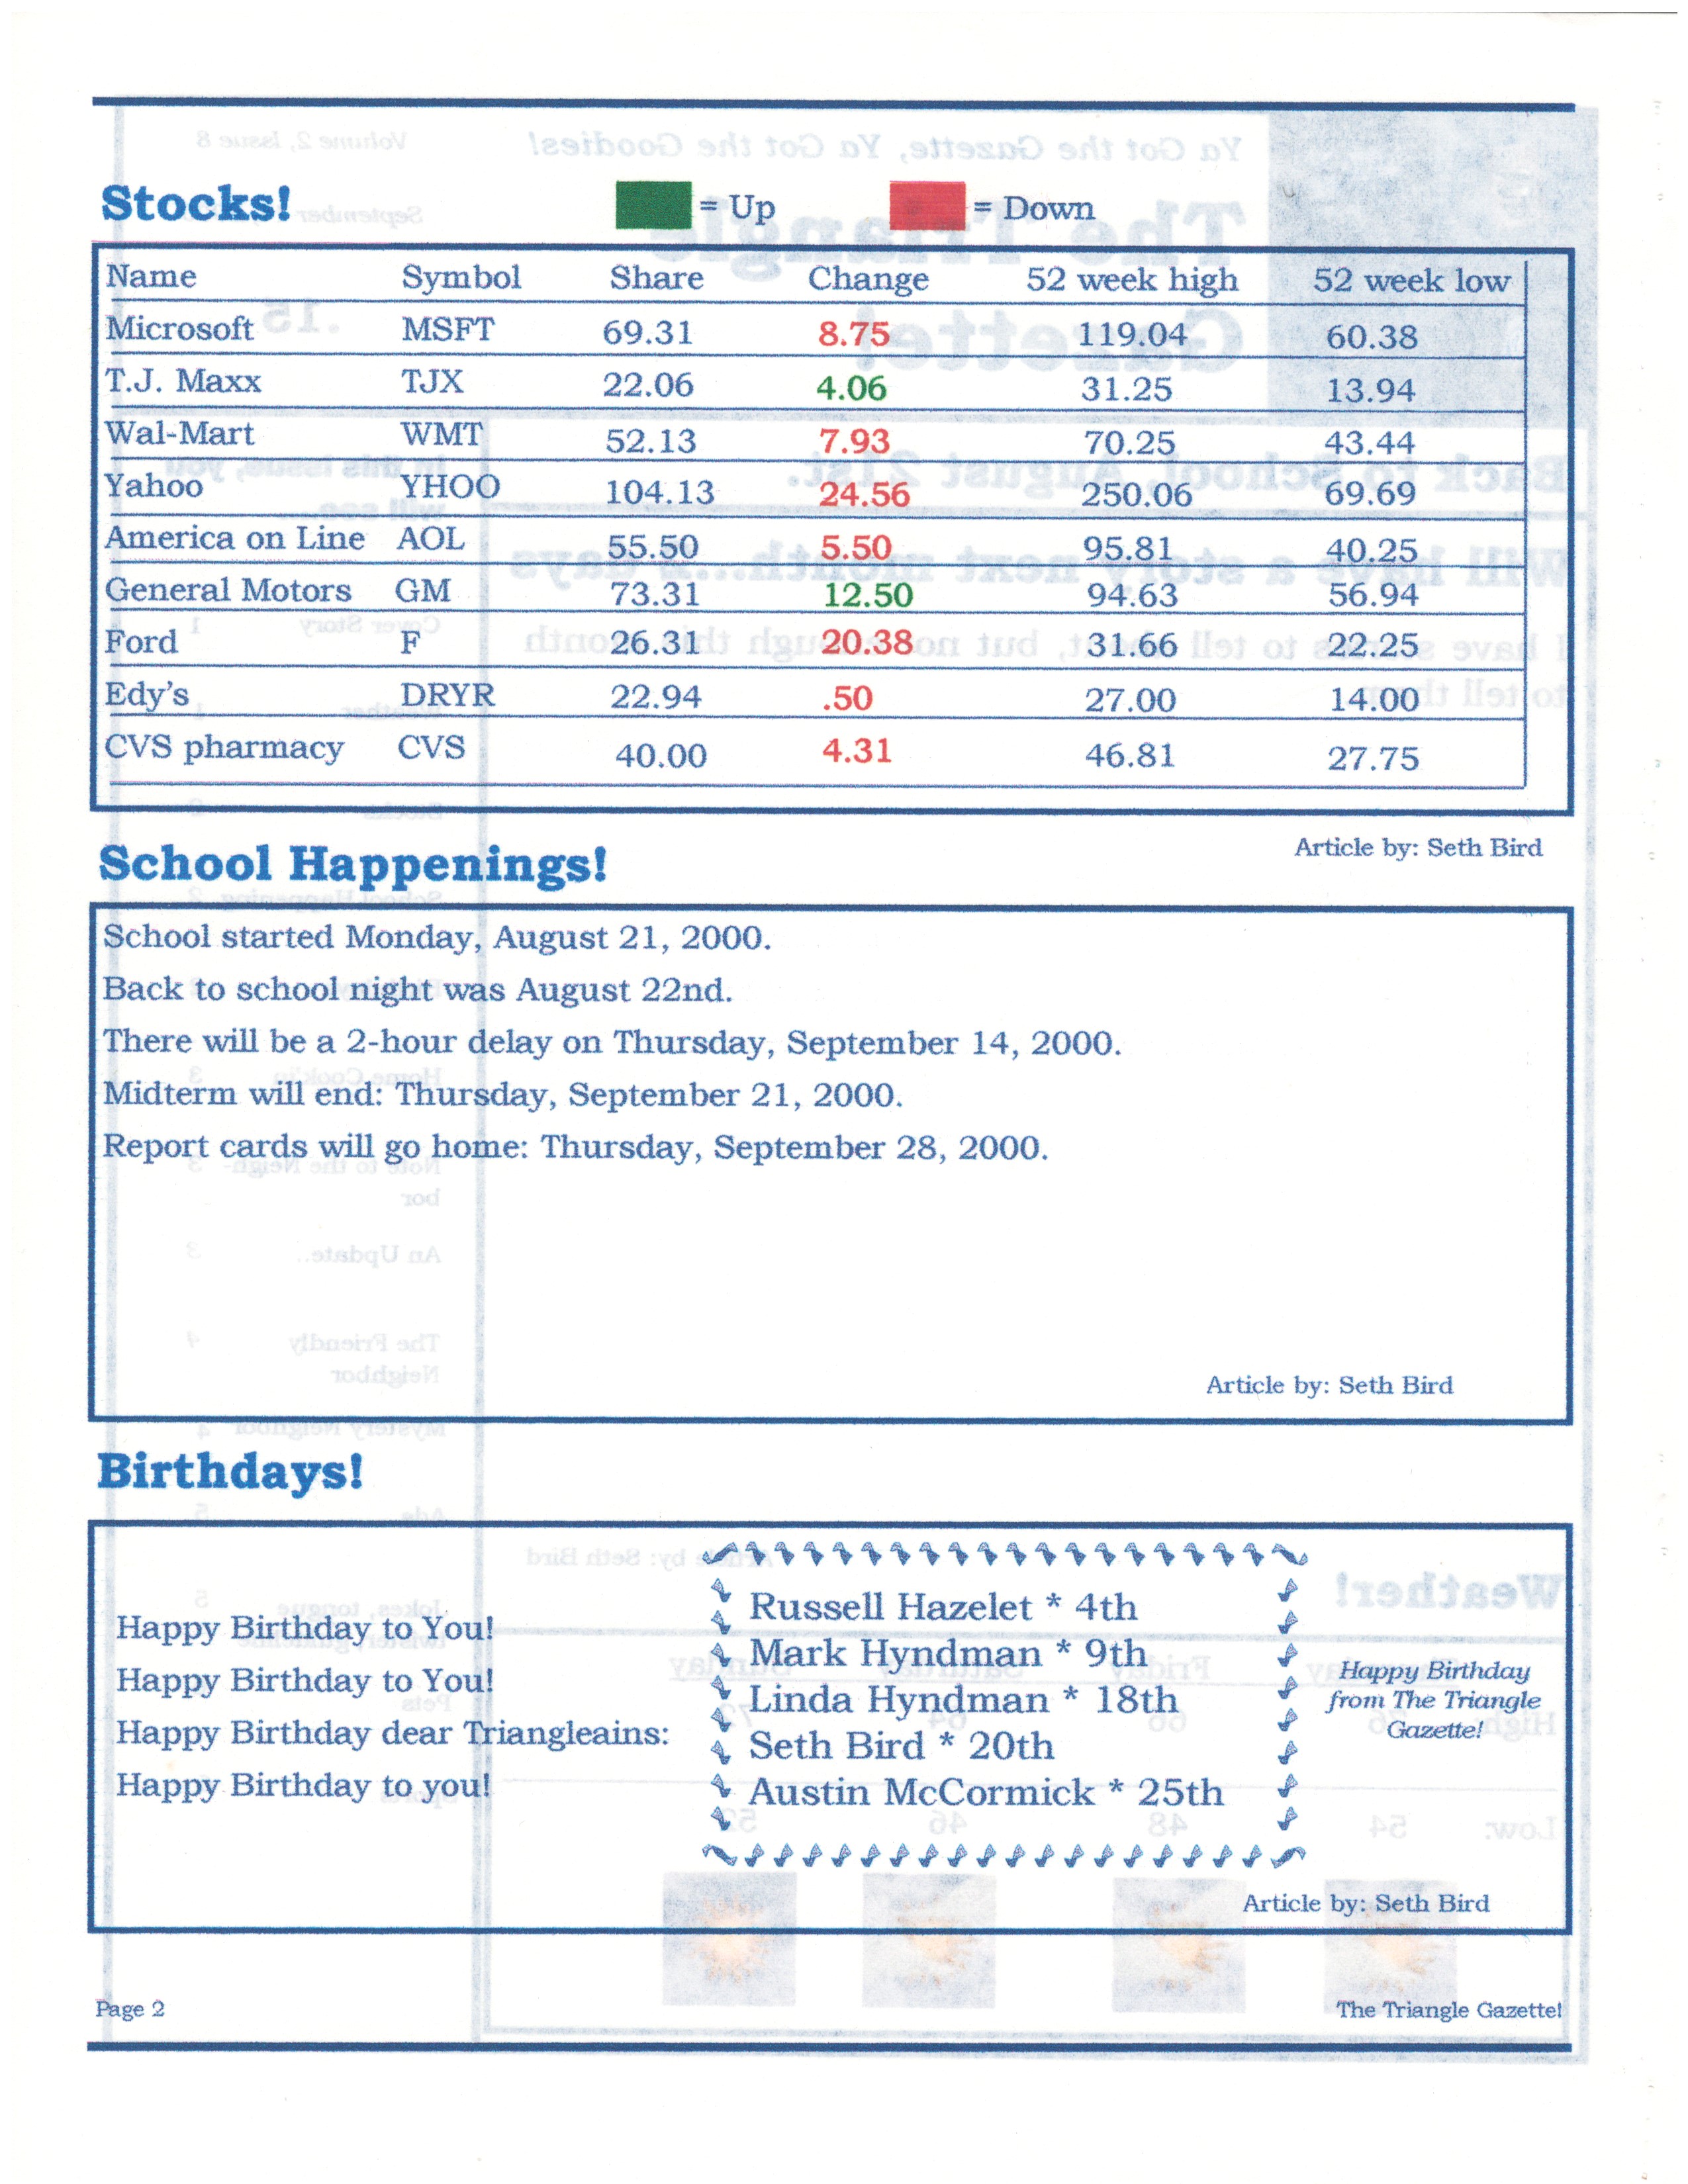 Stocks!
= Up = Down
Name Symbol Share Change 52 week high 52 week low
Microsoft MSFT 69.31 8.75 119.04 60.38
T.J. Maxx TJX 22.06 4.06 31.25 13.94
Wal-Mart WMT 52.13 7.93 70.25 43.44
Yahoo YHOO 104.13 24.56 250.06 69.69
America on Line AOL 55.50 5.50 95.81 40.25
General Motors GM 73.31 12.50 94.63 56.94
Ford F 26.31 20.38 31.66 22.25
Edy's DRYR 22.94 .50 27.00 14.00
CVS pharmacy CVS 40.00 4.31 46.81 27.75
Article by: Seth Bird
School Happenings!
School started Monday, August 21, 2000.
Back to school night was August 22nd.
There will be a 2-hour delay on Thursday, September 14, 2000.
Midterm will end: Thursday, September 21, 2000.
Report cards will go home: Thursday, September 28, 2000.
Article by: Seth Bird
Birthdays!
Happy Birthday to You!
Happy Birthday to You!
Happy Birthday dear Triangleains:
Happy Birthday to you!
Russell Hazelet * 4th
Mark Hyndman * 9th
Linda Hyndman * 18th
Seth Bird * 20th
Austin McCormick * 25th
Happy Birthday
from The Triangle
Gazette!
Article by: Seth Bird
Page 2
The Triangle Gazette!